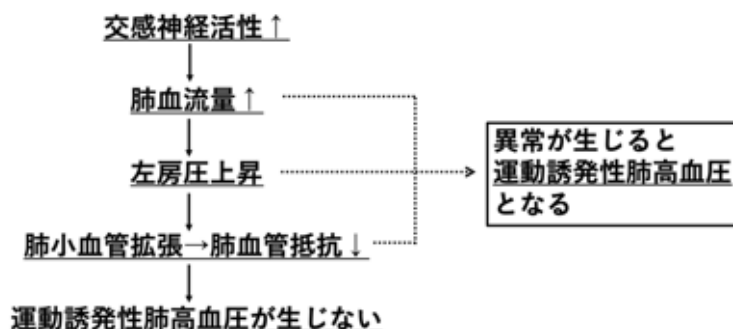 交感神経活性↑
肺血流量↑
左房圧上昇
肺小血管拡張→肺血管抵抗↓
運動誘発性肺高血圧が生じない
異常が生じると
運動誘発性肺高血圧
となる